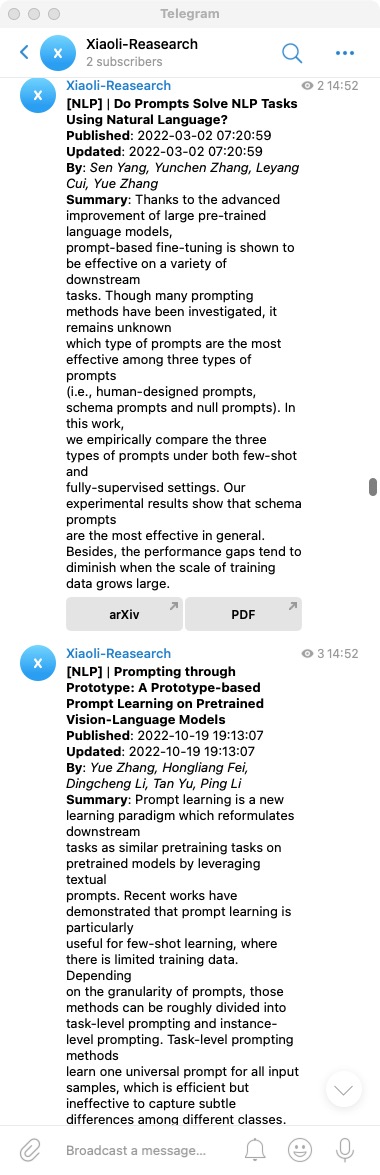 Telegram
x
Xiaoli-Reasearch
2 subscribers
x
Xiaoli-Reasearch
2 14:52
[NLP] | Do Prompts Solve NLP Tasks
Using Natural Language?
Published: 2022-03-02 07:20:59
Updated: 2022-03-02 07:20:59
By: Sen Yang, Yunchen Zhang, Leyang
Cui, Yue Zhang
Summary: Thanks to the advanced
improvement of large pre-trained
language models,
prompt-based fine-tuning is shown to
be effective on a variety of
downstream
tasks. Though many prompting
methods have been investigated, it
remains unknown
which type of prompts are the most
effective among three types of
prompts
(i.e., human-designed prompts,
schema prompts and null prompts). In
this work,
we empirically compare the three
types of prompts under both few-shot
and
fully-supervised settings. Our
experimental results show that schema
prompts
are the most effective in general.
Besides, the performance gaps tend to
diminish when the scale of training
data grows large.
arXiv
PDF
x
Xiaoli-Reasearch
3 14:52
[NLP] | Prompting through
Prototype: A Prototype-based
Prompt Learning on Pretrained
Vision-Language Models
Published: 2022-10-19 19:13:07
Updated: 2022-10-19 19:13:07
By: Yue Zhang, Hongliang Fei,
Dingcheng Li, Tan Yu, Ping Li
Summary: Prompt learning is a new
learning paradigm which reformulates
downstream
tasks as similar pretraining tasks on
pretrained models by leveraging
textual
prompts. Recent works have
demonstrated that prompt learning is
particularly
useful for few-shot learning, where
there is limited training data.
Depending
on the granularity of prompts, those
methods can be roughly divided into
task-level prompting and instance-
level prompting. Task-level prompting
methods
learn one universal prompt for all input
samples, which is efficient but
ineffective to capture subtle
differences among different classes.
Broadcast a message...